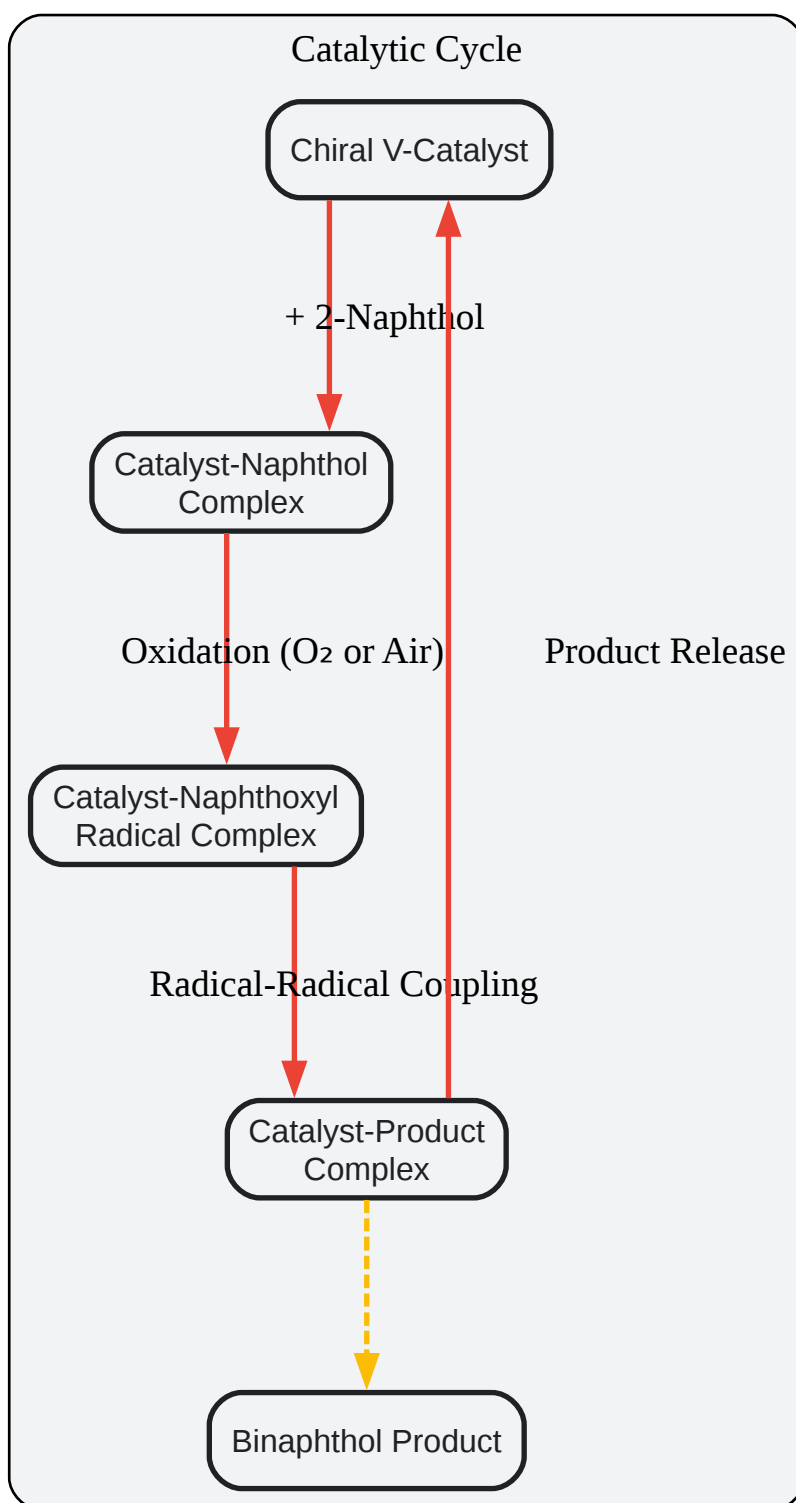 Catalytic Cycle
Chiral V-Catalyst
+ 2-Naphthol
Catalyst-Naphthol
Complex
Oxidation (O₂ or Air)
Product Release
Catalyst-Naphthoxyl
Radical Complex
Radical-Radical Coupling
Catalyst-Product
Complex
Binaphthol Product